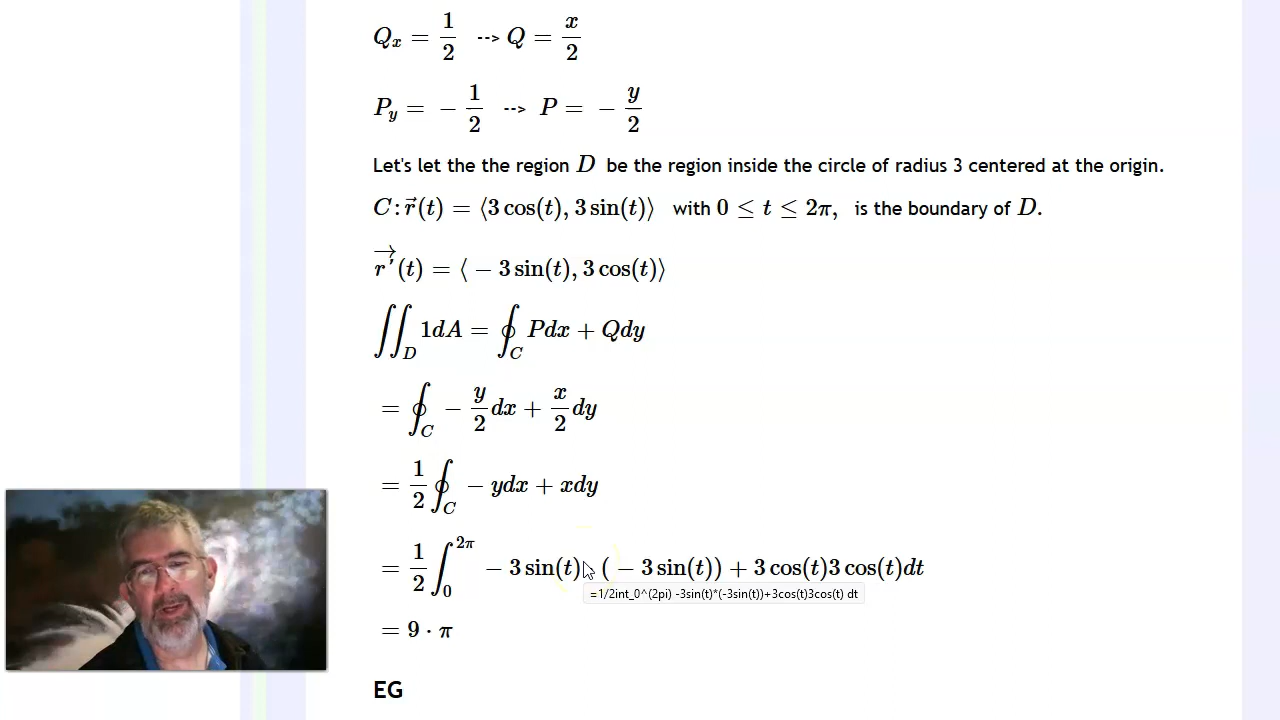 Qₓ = 1/2 --> Q = x/2
P_y = − 1/2 --> P = − y/2
Let's let the the region D be the region inside the circle of radius 3 centered at the origin.
C : r⃗(t) = ⟨3 cos(t), 3 sin(t)⟩ with 0 ≤ t ≤ 2π, is the boundary of D.
r⃗'(t) = ⟨ − 3 sin(t), 3 cos(t)⟩
∬_D 1dA = ∮_C Pdx + Qdy
= ∮_C − y/2 dx + x/2 dy
= 1/2 ∮_C − ydx + xdy
= 1/2 ∫_0^2π − 3 sin(t) · ( − 3 sin(t)) + 3 cos(t)3 cos(t)dt
=1/2int_0^(2pi) -3sin(t)*(-3sin(t))+3cos(t)3cos(t) dt
= 9 · π
EG